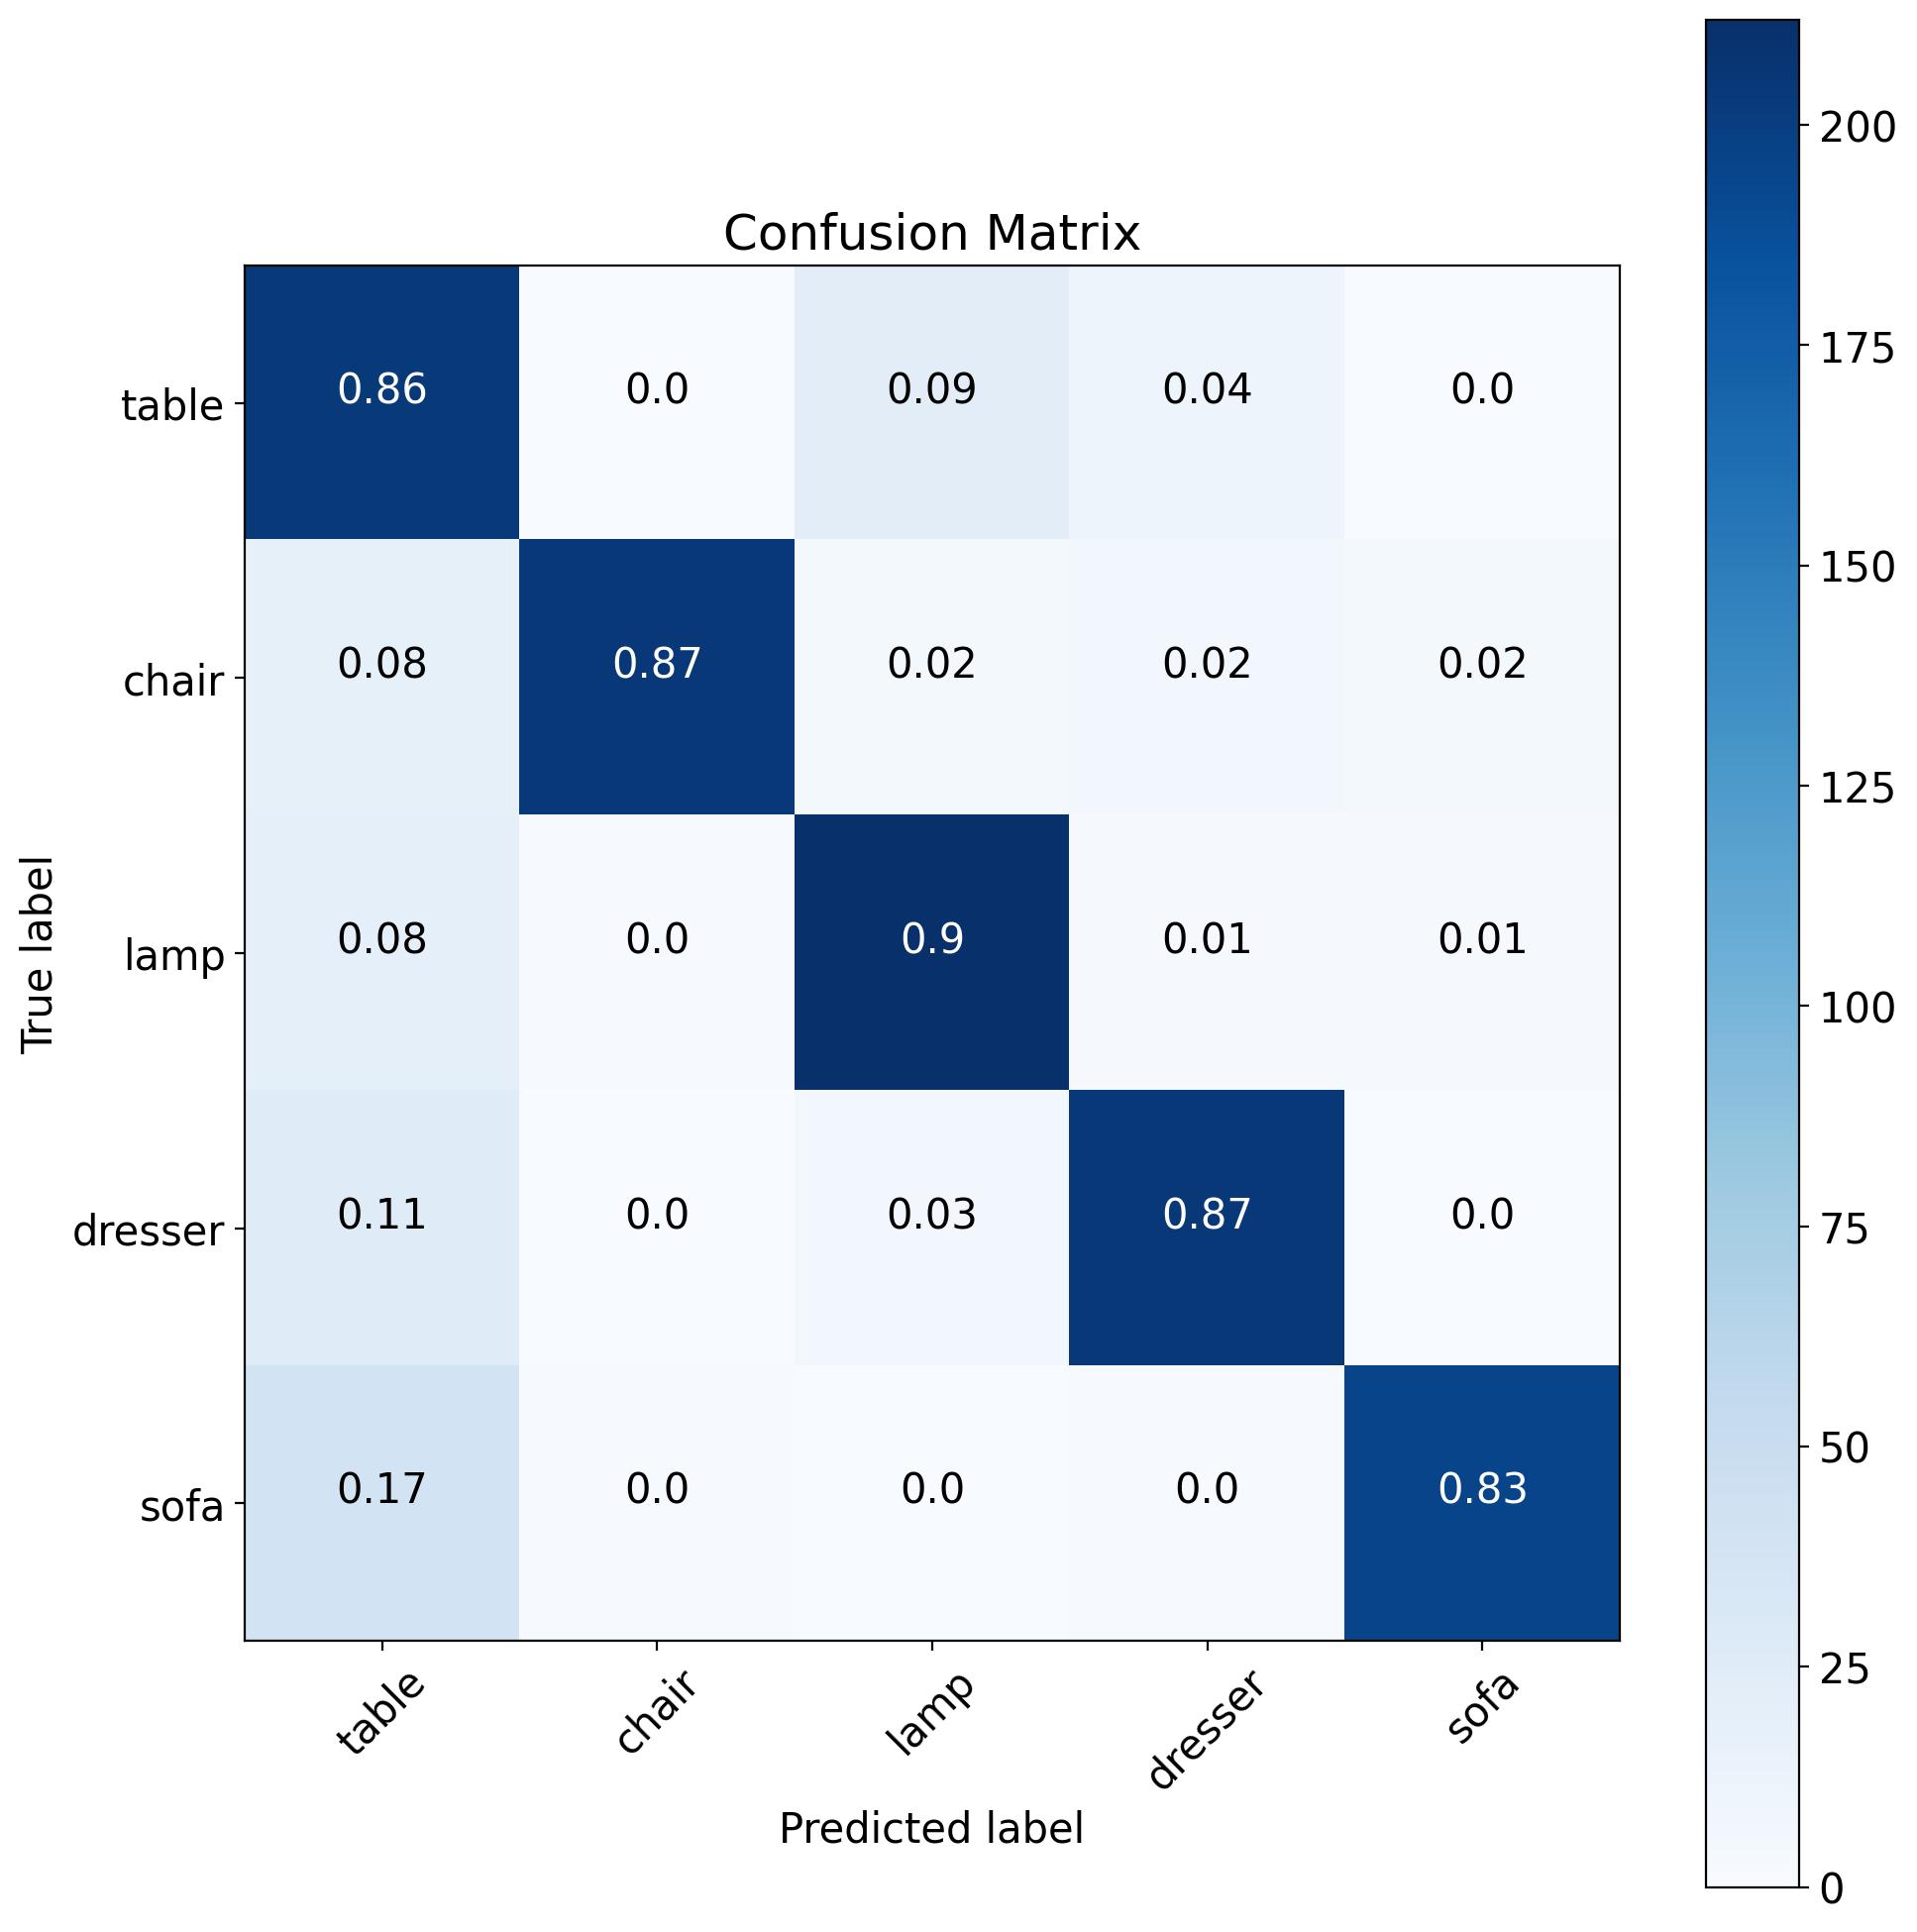 Confusion Matrix
table 0.86 0.0 0.09 0.04 0.0
chair 0.08 0.87 0.02 0.02 0.02
lamp 0.08 0.0 0.9 0.01 0.01
dresser 0.11 0.0 0.03 0.87 0.0
sofa 0.17 0.0 0.0 0.0 0.83
table chair lamp dresser sofa
Predicted label
True label
200
175
150
125
100
75
50
25
0